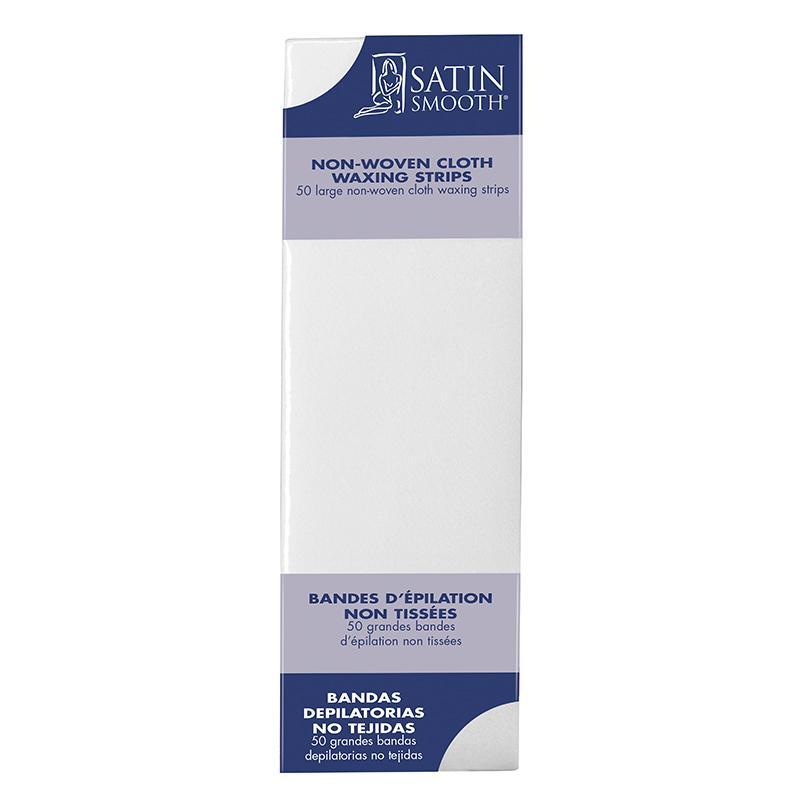 SATIN
SMOOTH®
NON-WOVEN CLOTH
WAXING STRIPS
50 large non-woven cloth waxing strips
BANDES D'ÉPILATION
NON TISSÉES
50 grandes bandes
d'épilation non tissées
BANDAS
DEPILATORIAS
NO TEJIDAS
50 grandes bandas
depilatorias no tejidas